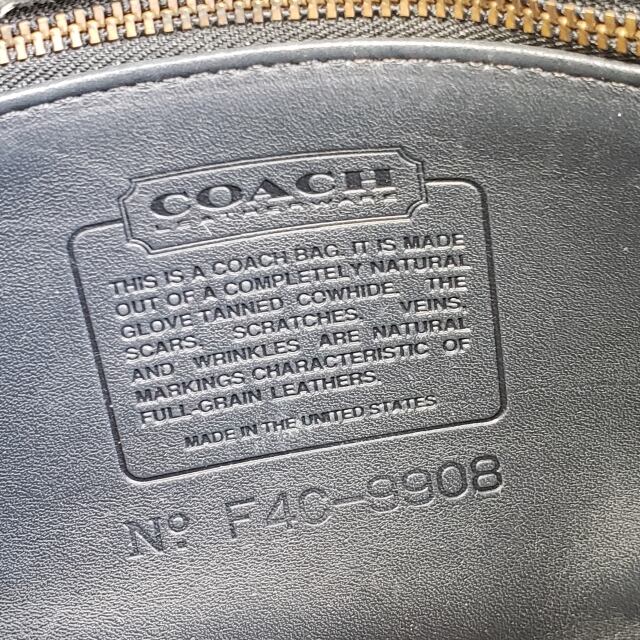 COACH
LEATHERWARE
THIS IS A COACH BAG. IT IS MADE
OUT OF A COMPLETELY NATURAL
GLOVE TANNED COWHIDE. THE
SCARS, SCRATCHES, VEINS,
AND WRINKLES ARE NATURAL
MARKINGS CHARACTERISTIC OF
FULL-GRAIN LEATHERS.
MADE IN THE UNITED STATES
Nº F4C-9908